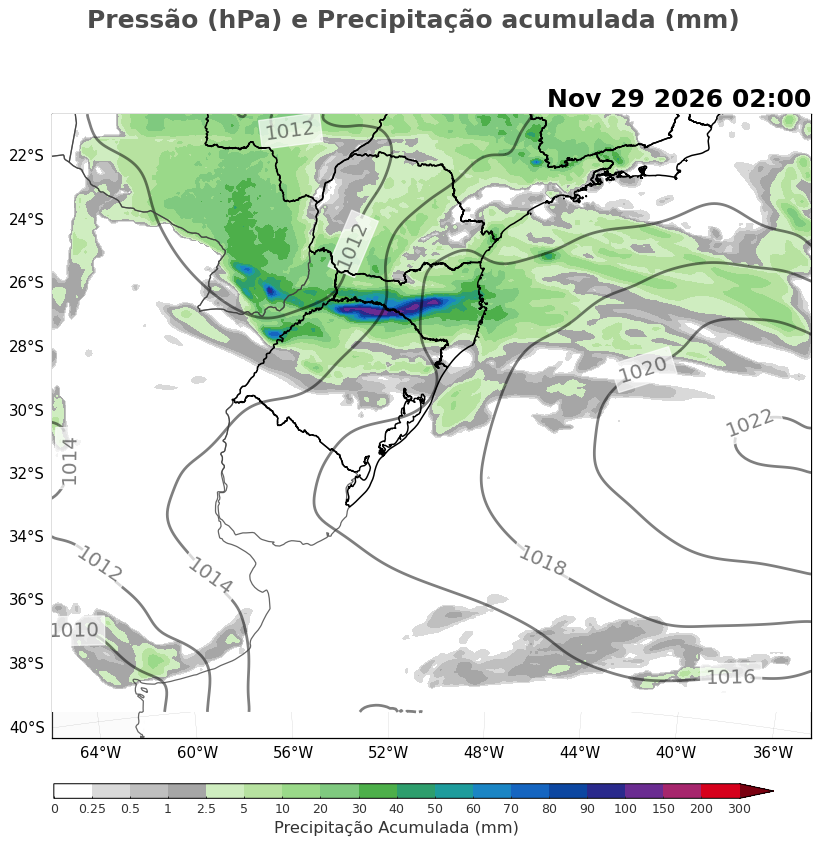 Pressão (hPa) e Precipitação acumulada (mm)
Nov 29 2026 02:00
1012
22°S
24°S
1012
26°S
28°S
1020
30°S
1022
1014
32°S
34°S
1012
1018
1014
36°S
1010
38°S
1016
40°S
64°W 60°W 56°W 52°W 48°W 44°W 40°W 36°W
0 0.25 0.5 1 2.5 5 10 20 30 40 50 60 70 80 90 100 150 200 300
Precipitação Acumulada (mm)